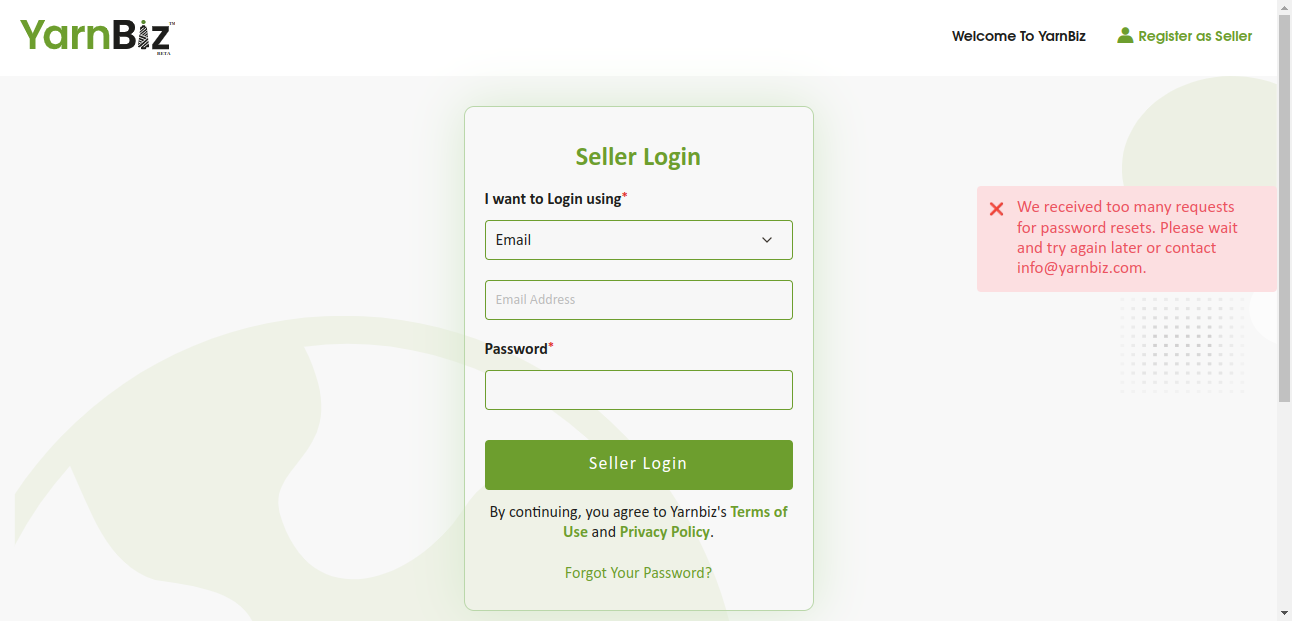 YarnBiz™
BETA
Welcome To YarnBiz
Register as Seller
Seller Login
I want to Login using*
Email
Email Address
Password*
Seller Login
By continuing, you agree to Yarnbiz's Terms of
Use and Privacy Policy.
Forgot Your Password?
We received too many requests
for password resets. Please wait
and try again later or contact
info@yarnbiz.com.